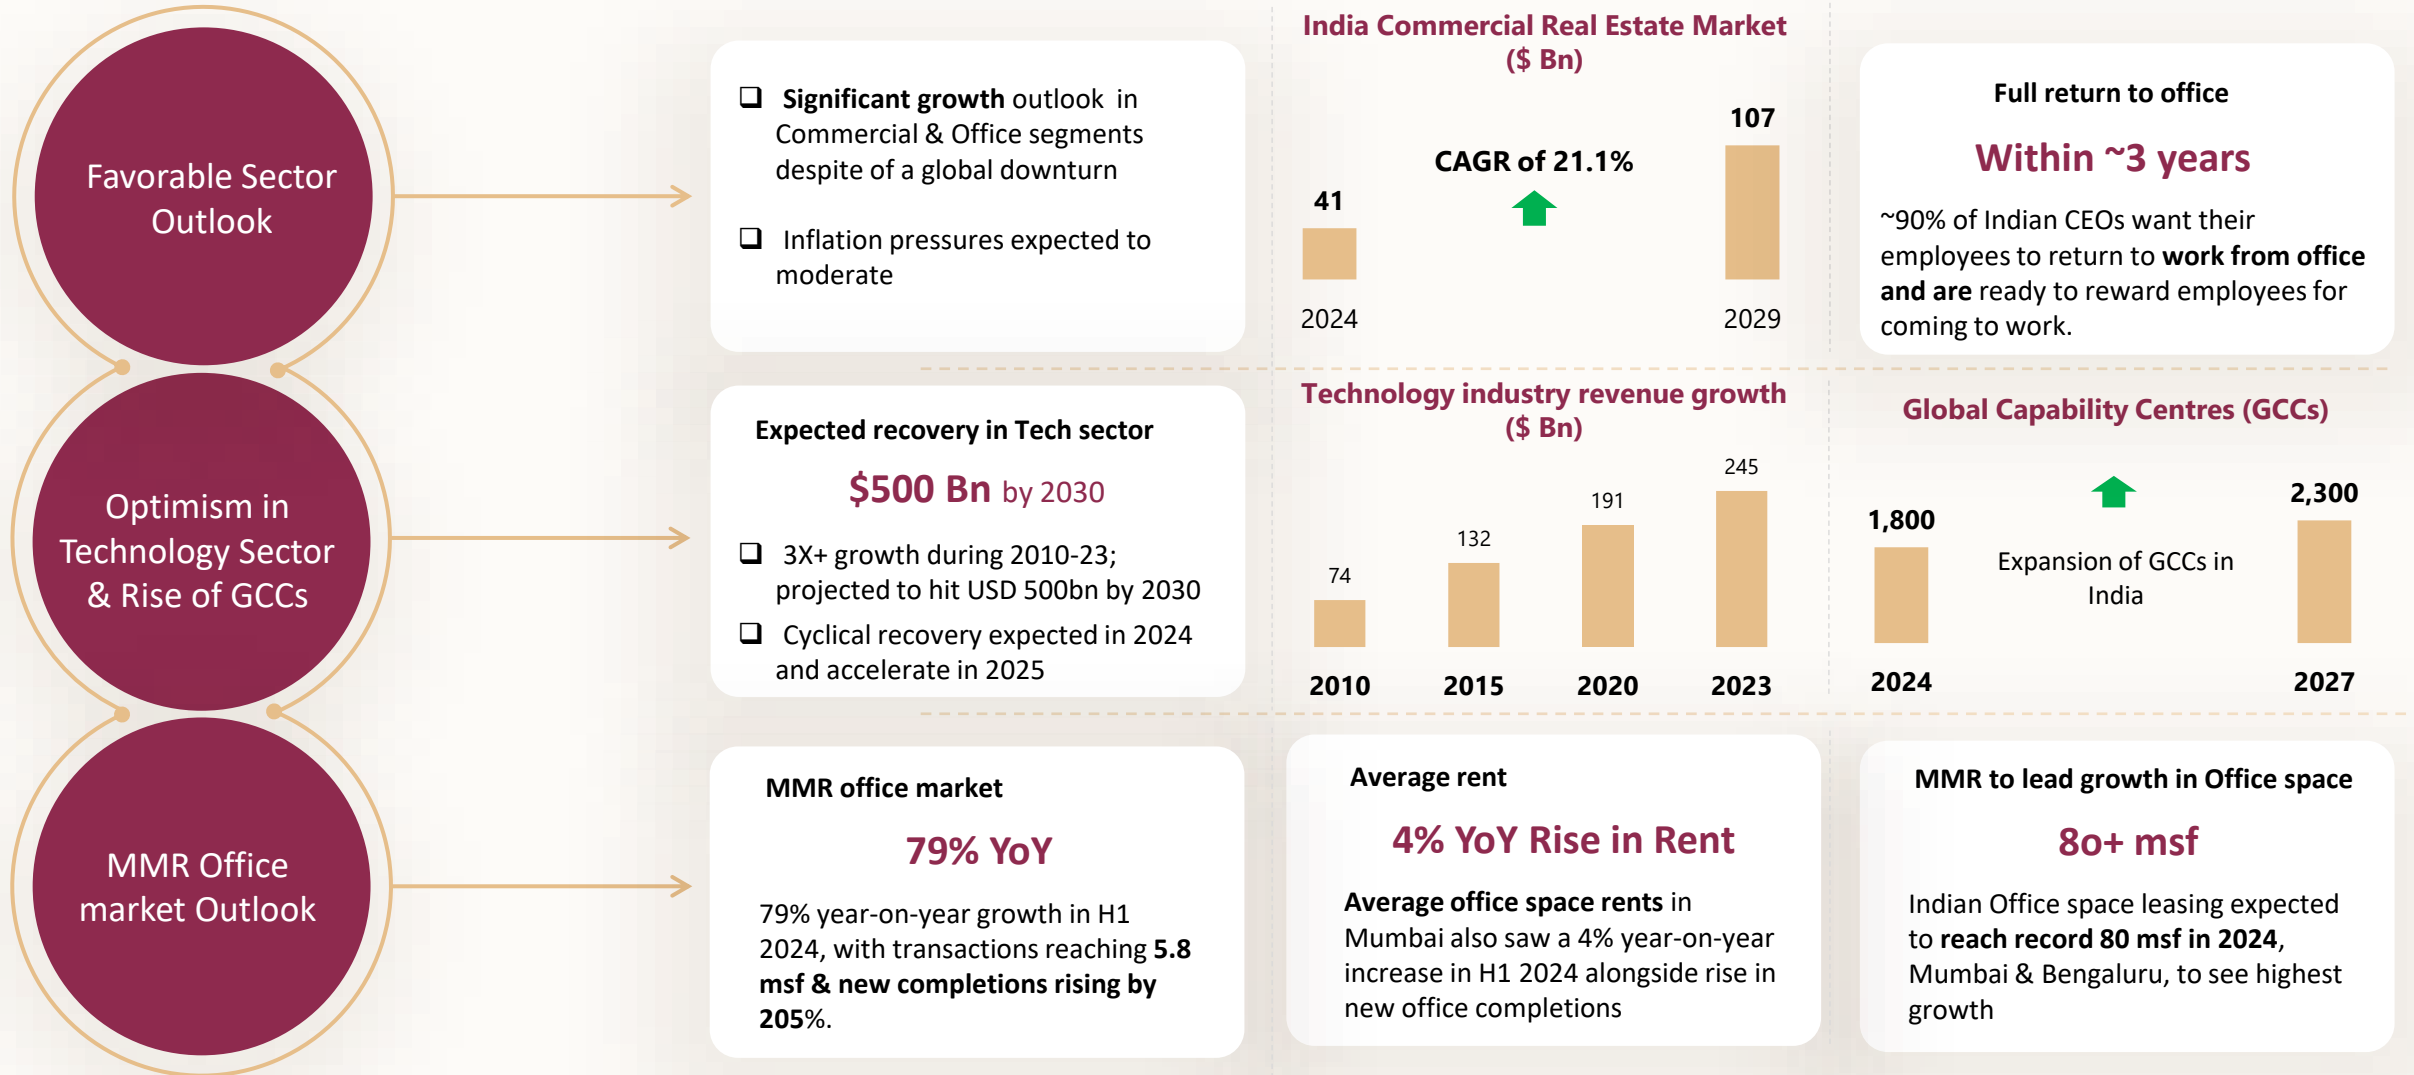 Favorable Sector
Outlook
❑ Significant growth outlook in
Commercial & Office segments
despite of a global downturn
❑ Inflation pressures expected to
moderate
India Commercial Real Estate Market
($ Bn)
107
CAGR of 21.1%
41
2024
2029
Full return to office
Within ~3 years
~90% of Indian CEOs want their
employees to return to work from office
and are ready to reward employees for
coming to work.
Optimism in
Technology Sector
& Rise of GCCs
Expected recovery in Tech sector
$500 Bn by 2030
❑ 3X+ growth during 2010-23;
projected to hit USD 500bn by 2030
❑ Cyclical recovery expected in 2024
and accelerate in 2025
Technology industry revenue growth
($ Bn)
74
132
191
245
2010
2015
2020
2023
Global Capability Centres (GCCs)
1,800
2,300
Expansion of GCCs in
India
2024
2027
MMR Office
market Outlook
MMR office market
79% YoY
79% year-on-year growth in H1
2024, with transactions reaching 5.8
msf & new completions rising by
205%.
Average rent
4% YoY Rise in Rent
Average office space rents in
Mumbai also saw a 4% year-on-year
increase in H1 2024 alongside rise in
new office completions
MMR to lead growth in Office space
8o+ msf
Indian Office space leasing expected
to reach record 80 msf in 2024,
Mumbai & Bengaluru, to see highest
growth